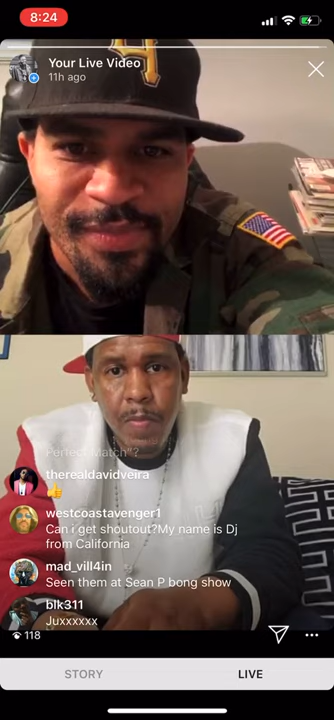 8:24
Your Live Video
11h ago
Perfect Match"?
therealdavidveira
👍
westcoastavenger1
Can i get shoutout?My name is Dj
from California
mad_vill4in
Seen them at Sean P bong show
blk311
Juxxxxxx
118
STORY
LIVE